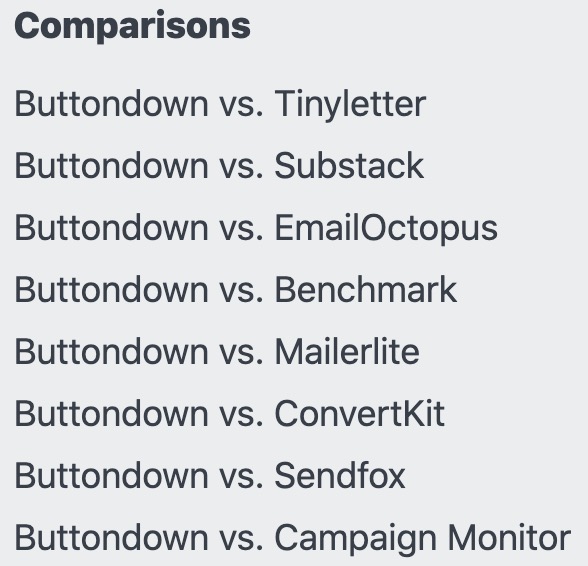 Comparisons
Buttondown vs. Tinyletter
Buttondown vs. Substack
Buttondown vs. EmailOctopus
Buttondown vs. Benchmark
Buttondown vs. Mailerlite
Buttondown vs. ConvertKit
Buttondown vs. Sendfox
Buttondown vs. Campaign Monitor